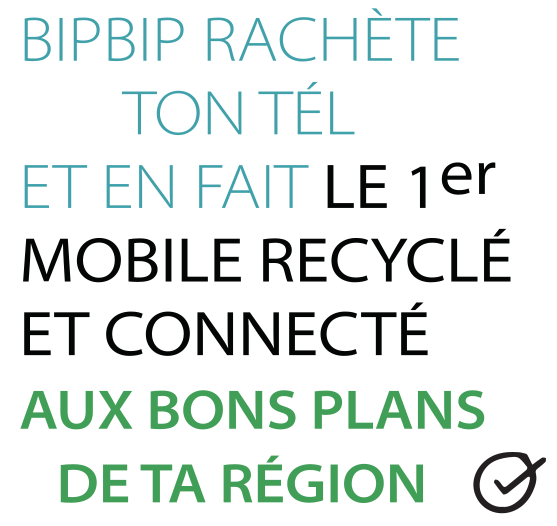 BIPBIP RACHÈTE
TON TÉL
ET EN FAIT LE 1er
MOBILE RECYCLÉ
ET CONNECTÉ
AUX BONS PLANS
DE TA RÉGION